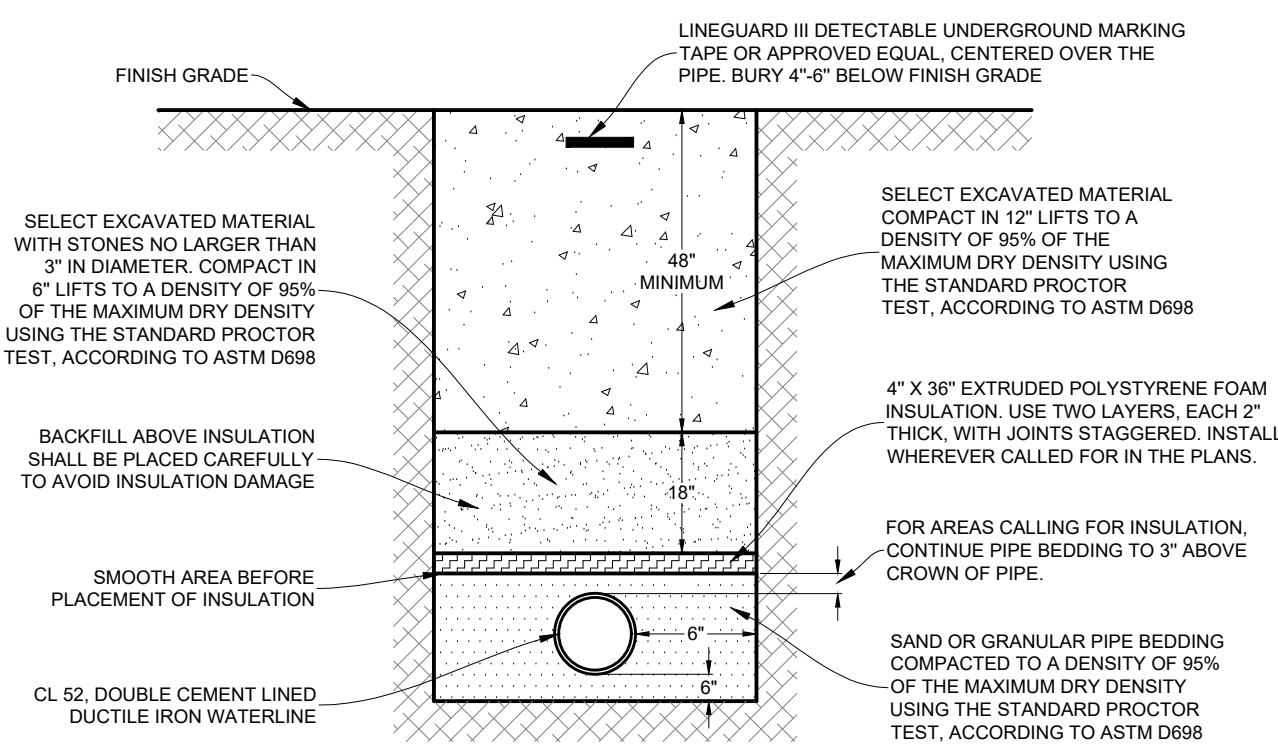 LINEGUARD III DETECTABLE UNDERGROUND MARKING
TAPE OR APPROVED EQUAL, CENTERED OVER THE
PIPE. BURY 4"-6" BELOW FINISH GRADE
FINISH GRADE
SELECT EXCAVATED MATERIAL
WITH STONES NO LARGER THAN
3" IN DIAMETER. COMPACT IN
6" LIFTS TO A DENSITY OF 95%
OF THE MAXIMUM DRY DENSITY
USING THE STANDARD PROCTOR
TEST, ACCORDING TO ASTM D698
48"
MINIMUM
SELECT EXCAVATED MATERIAL
COMPACT IN 12" LIFTS TO A
DENSITY OF 95% OF THE
MAXIMUM DRY DENSITY USING
THE STANDARD PROCTOR
TEST, ACCORDING TO ASTM D698
BACKFILL ABOVE INSULATION
SHALL BE PLACED CAREFULLY
TO AVOID INSULATION DAMAGE
18"
4" X 36" EXTRUDED POLYSTYRENE FOAM
INSULATION. USE TWO LAYERS, EACH 2"
THICK, WITH JOINTS STAGGERED. INSTALL
WHEREVER CALLED FOR IN THE PLANS.
SMOOTH AREA BEFORE
PLACEMENT OF INSULATION
FOR AREAS CALLING FOR INSULATION,
CONTINUE PIPE BEDDING TO 3" ABOVE
CROWN OF PIPE.
6"
6"
CL 52, DOUBLE CEMENT LINED
DUCTILE IRON WATERLINE
SAND OR GRANULAR PIPE BEDDING
COMPACTED TO A DENSITY OF 95%
OF THE MAXIMUM DRY DENSITY
USING THE STANDARD PROCTOR
TEST, ACCORDING TO ASTM D698